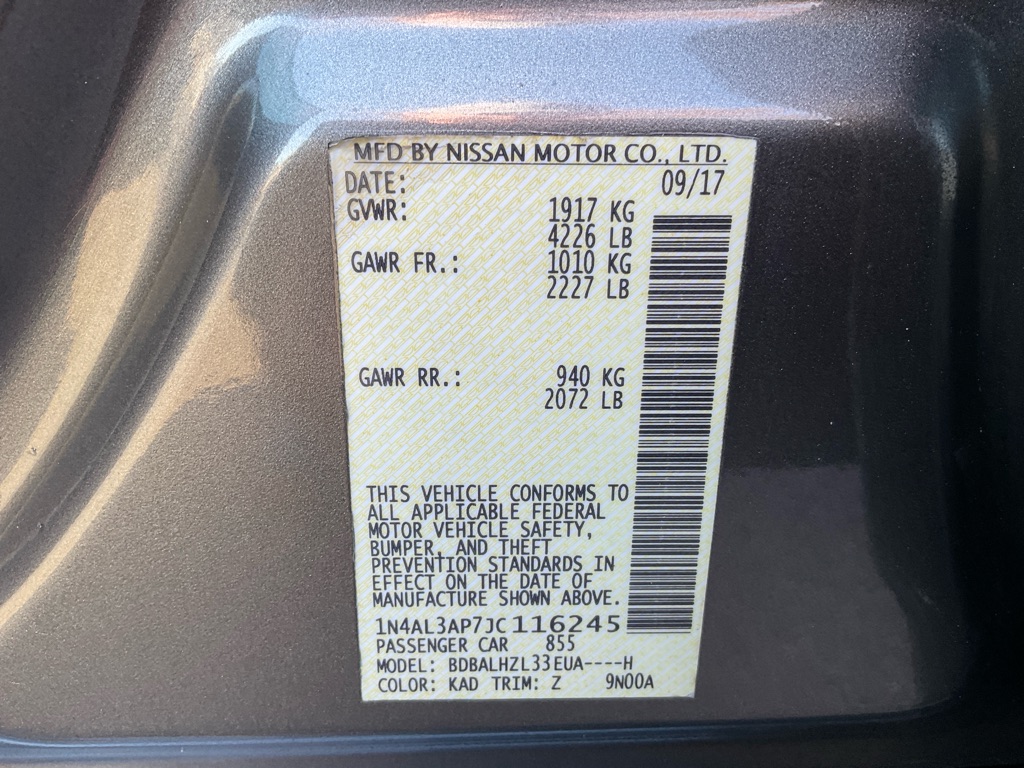 MFD BY NISSAN MOTOR CO., LTD.
DATE: 09/17
GVWR: 1917 KG
4226 LB
GAWR FR.: 1010 KG
2227 LB
GAWR RR.: 940 KG
2072 LB
THIS VEHICLE CONFORMS TO
ALL APPLICABLE FEDERAL
MOTOR VEHICLE SAFETY,
BUMPER, AND THEFT
PREVENTION STANDARDS IN
EFFECT ON THE DATE OF
MANUFACTURE SHOWN ABOVE.
1N4AL3AP7JC116245
PASSENGER CAR 855
MODEL: BDBALHZL33EUA----H
COLOR: KAD TRIM: Z 9N00A